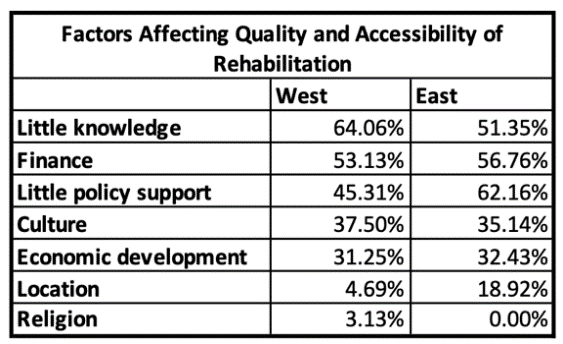 Factors Affecting Quality and Accessibility of
Rehabilitation
West East
Little knowledge 64.06% 51.35%
Finance 53.13% 56.76%
Little policy support 45.31% 62.16%
Culture 37.50% 35.14%
Economic development 31.25% 32.43%
Location 4.69% 18.92%
Religion 3.13% 0.00%